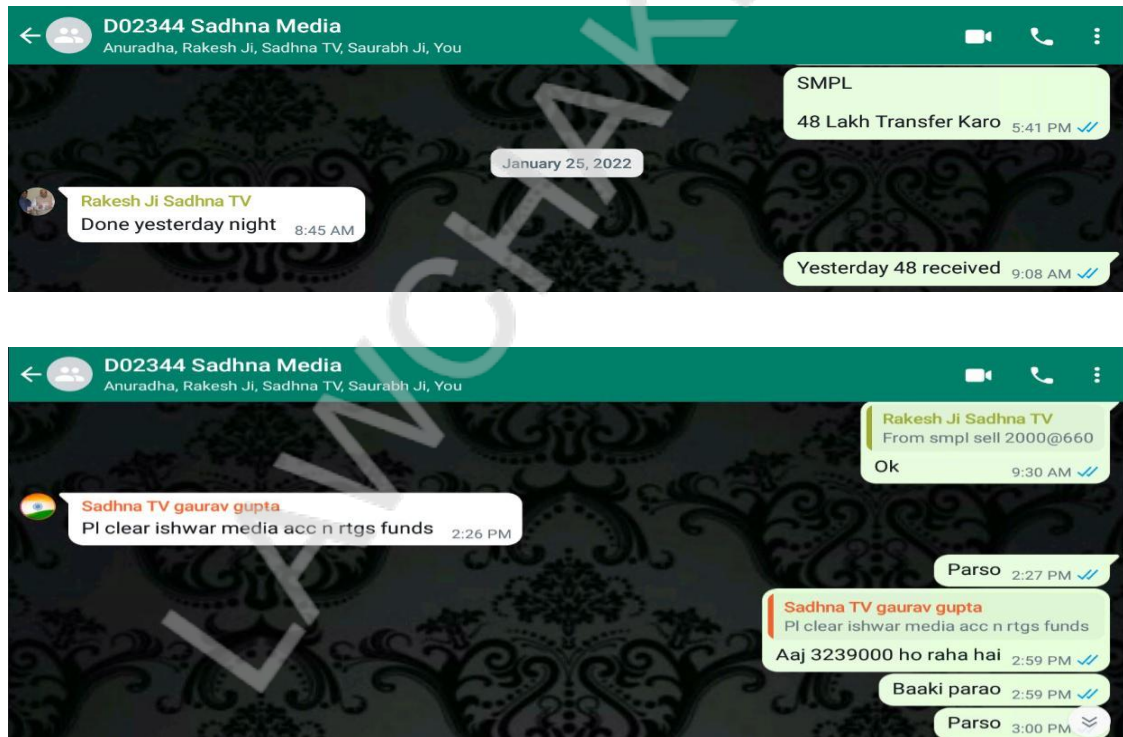 D02344 Sadhna Media
Anuradha, Rakesh Ji, Sadhna TV, Saurabh Ji, You
SMPL
48 Lakh Transfer Karo 5:41 PM
January 25, 2022
Rakesh Ji Sadhna TV
Done yesterday night 8:45 AM
Yesterday 48 received 9:08 AM
D02344 Sadhna Media
Anuradha, Rakesh Ji, Sadhna TV, Saurabh Ji, You
Rakesh Ji Sadhna TV
From smpl sell 2000@660
Ok 9:30 AM
Sadhna TV gaurav gupta
Pl clear ishwar media acc n rtgs funds 2:26 PM
Parso 2:27 PM
Sadhna TV gaurav gupta
Pl clear ishwar media acc n rtgs funds
Aaj 3239000 ho raha hai 2:59 PM
Baaki parao 2:59 PM
Parso 3:00 PM
LAWCHAK